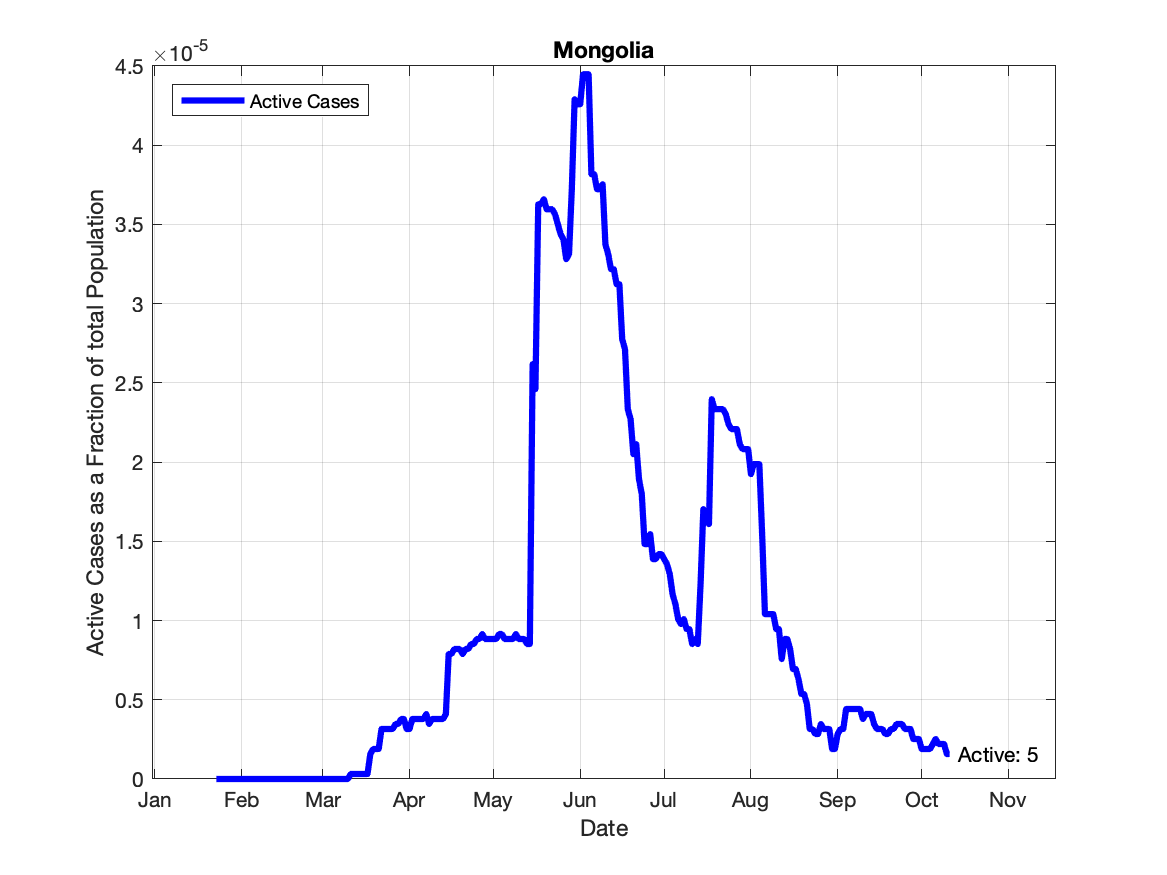 Mongolia
×10-5
Active Cases
4.5
4
3.5
3
2.5
2
1.5
1
0.5
0
Active Cases as a Fraction of total Population
Active: 5
Jan Feb Mar Apr May Jun Jul Aug Sep Oct Nov
Date